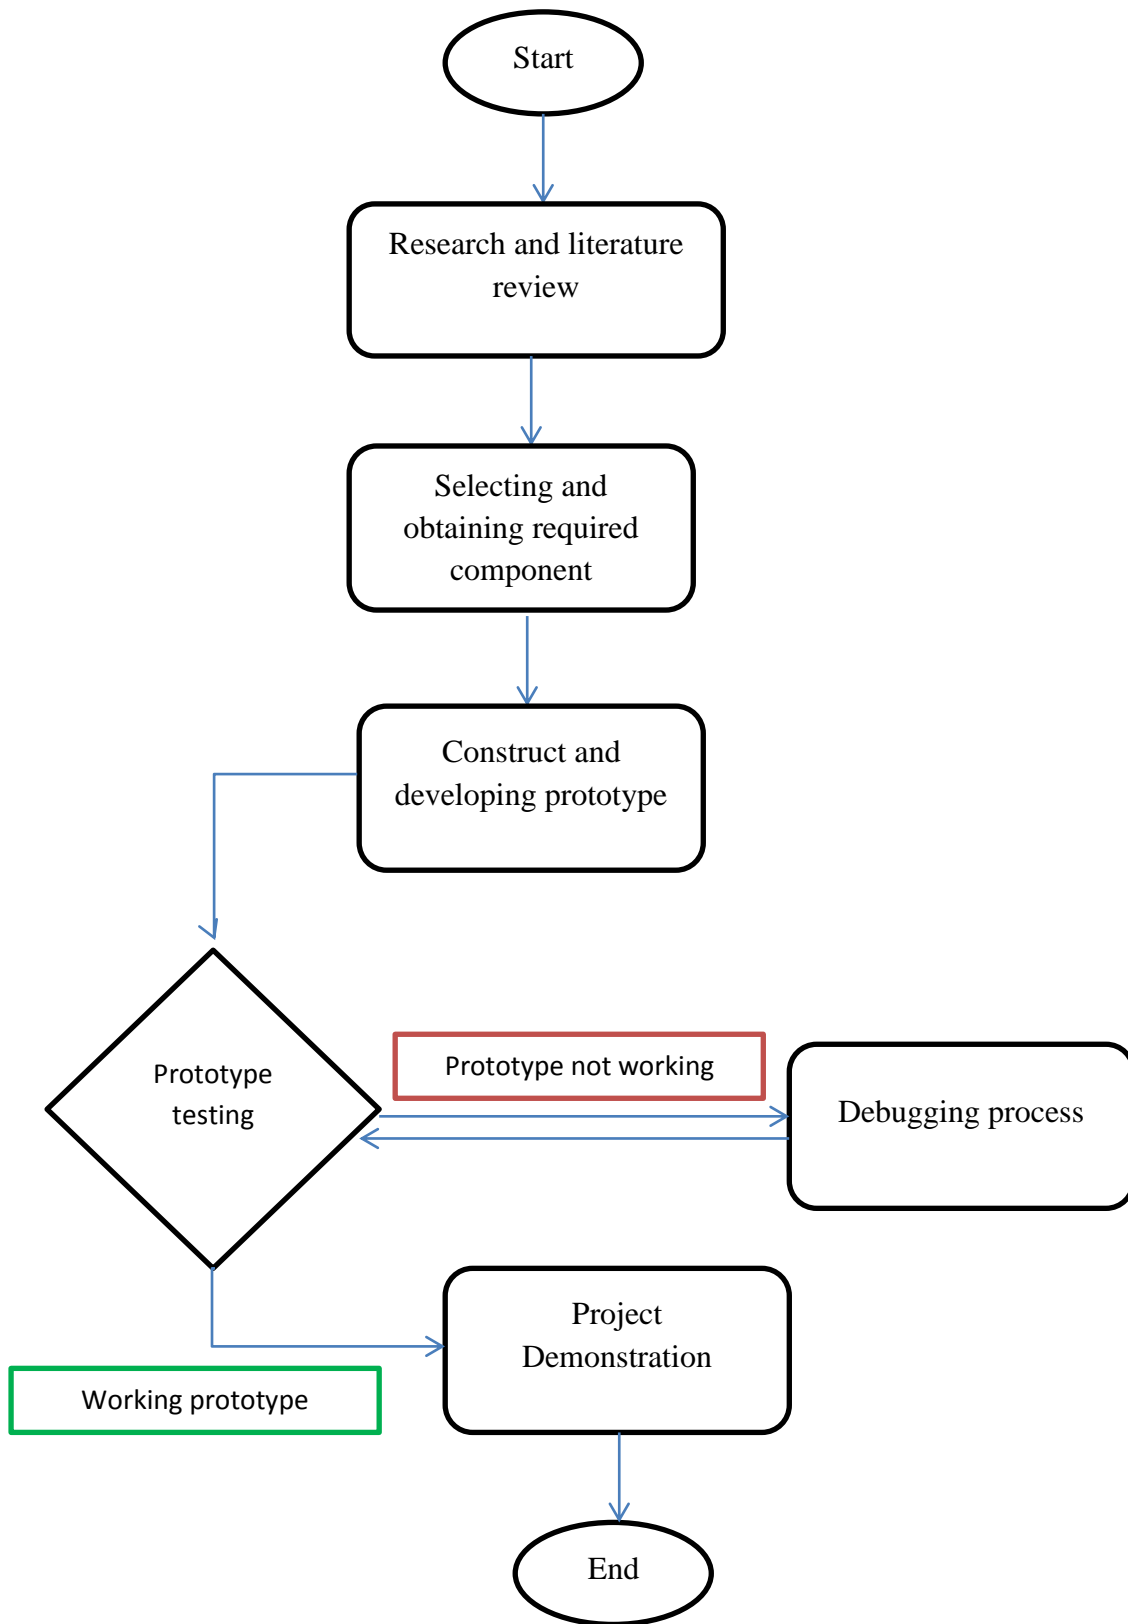 Start
Research and literature
review
Selecting and
obtaining required
component
Construct and
developing prototype
Prototype
testing
Prototype not working
Debugging process
Project
Demonstration
Working prototype
End